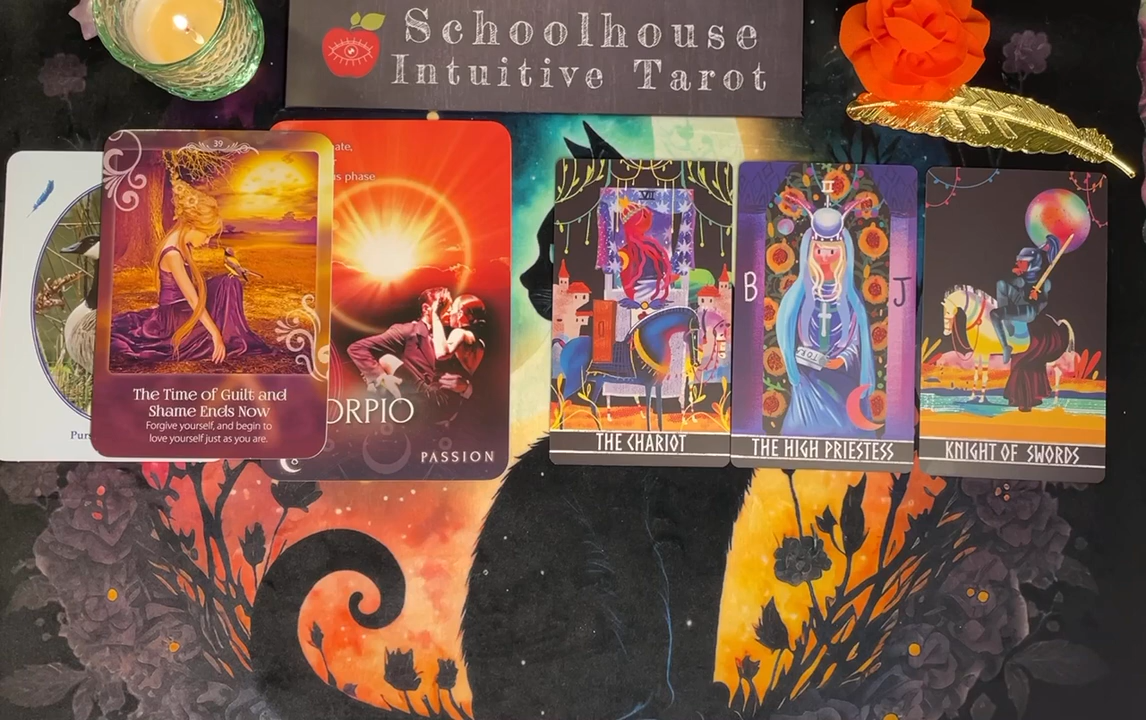 Schoolhouse
Intuitive Tarot
39
The Time of Guilt and
Shame Ends Now
Forgive yourself, and begin to
love yourself just as you are.
phase
ORPIO
PASSION
VII
THE CHARIOT
II
B
J
THE HIGH PRIESTESS
KNIGHT OF SWORDS